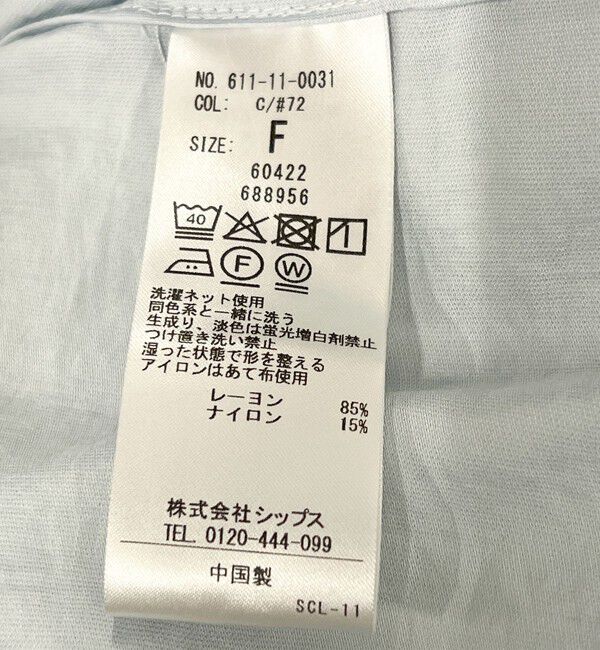 NO. 611-11-0031
COL: C/#72
SIZE: F
60422
688956
40
F W
洗濯ネット使用
同色系と一緒に洗う
生成り、淡色は蛍光増白剤禁止
つけ置き洗い禁止
湿った状態で形を整える
アイロンはあて布使用
レーヨン 85%
ナイロン 15%
株式会社シップス
TEL. 0120-444-099
中国製
SCL-11